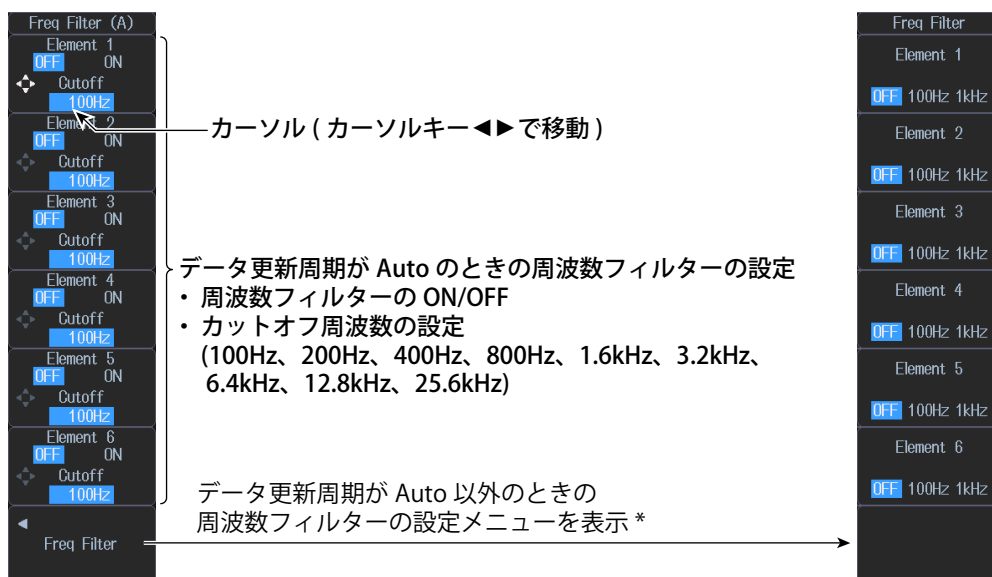 Freq Filter (A)
Element 1
OFF ON
Cutoff
100Hz
Element 2
OFF ON
Cutoff
100Hz
Element 3
OFF ON
Cutoff
100Hz
Element 4
OFF ON
Cutoff
100Hz
Element 5
OFF ON
Cutoff
100Hz
Element 6
OFF ON
Cutoff
100Hz
Freq Filter
カーソル ( カーソルキー◀▶で移動 )
データ更新周期が Auto のときの周波数フィルターの設定
・ 周波数フィルターの ON/OFF
・ カットオフ周波数の設定
(100Hz、200Hz、400Hz、800Hz、1.6kHz、3.2kHz、
6.4kHz、12.8kHz、25.6kHz)
データ更新周期が Auto 以外のときの
周波数フィルターの設定メニューを表示 *
Freq Filter
Element 1
OFF 100Hz 1kHz
Element 2
OFF 100Hz 1kHz
Element 3
OFF 100Hz 1kHz
Element 4
OFF 100Hz 1kHz
Element 5
OFF 100Hz 1kHz
Element 6
OFF 100Hz 1kHz